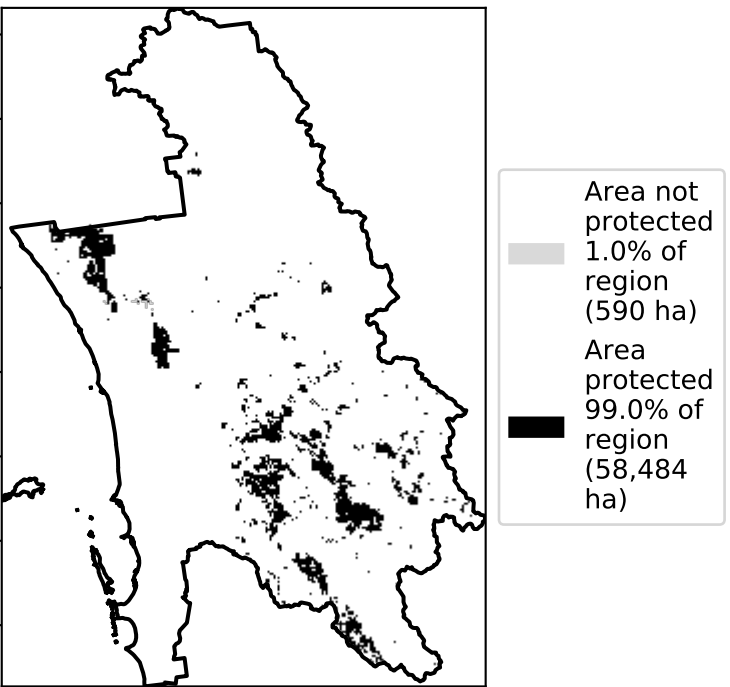 Area not
protected
1.0% of
region
(590 ha)
Area
protected
99.0% of
region
(58,484
ha)